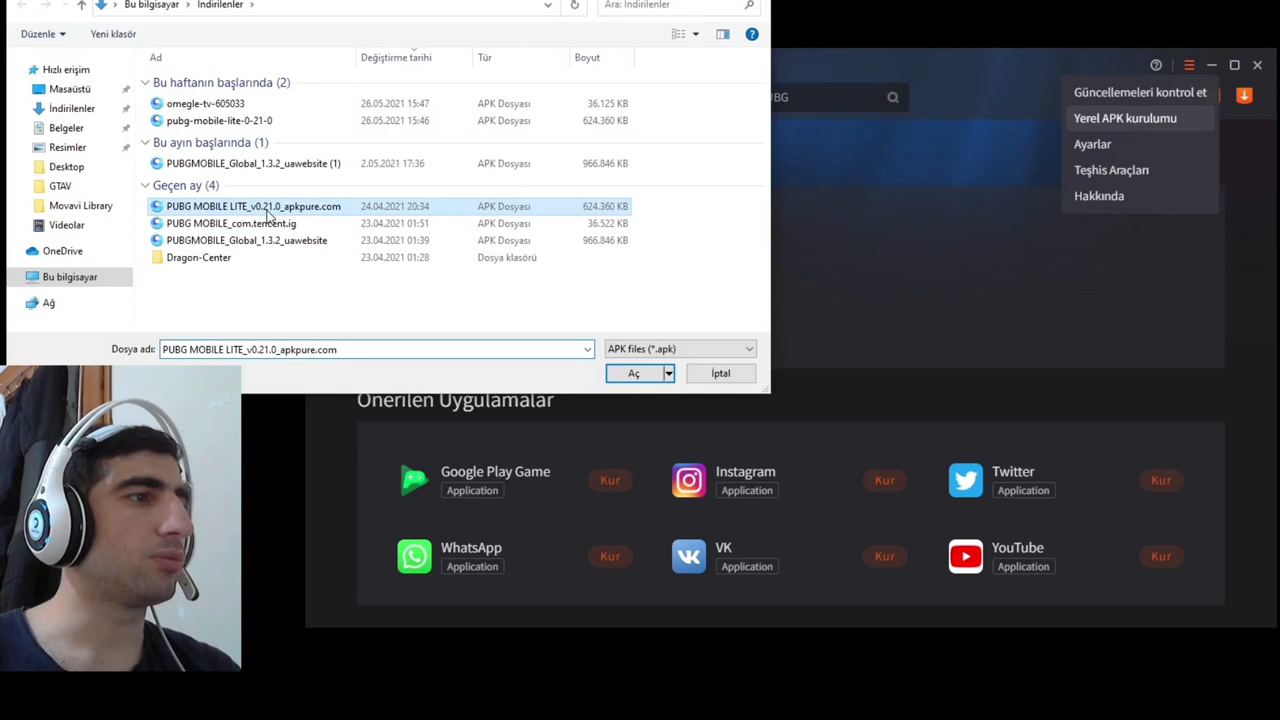 Bu bilgisayar > İndirilenler >
Ara: İndirilenler
Düzenle
Yeni klasör
Ad
Değiştirme tarihi
Tür
Boyut
Hızlı erişim
Masaüstü
İndirilenler
Belgeler
Resimler
Desktop
GTAV
Movavi Library
Videolar
OneDrive
Bu bilgisayar
Ağ
Bu haftanın başlarında (2)
omegle-tv-605033 26.05.2021 15:47 APK Dosyası 36.125 KB
pubg-mobile-lite-0-21-0 26.05.2021 15:46 APK Dosyası 624.360 KB
Bu ayın başlarında (1)
PUBGMOBILE_Global_1.3.2_uawebsite (1) 2.05.2021 17:36 APK Dosyası 966.846 KB
Geçen ay (4)
PUBG MOBILE LITE_v0.21.0_apkpure.com 24.04.2021 20:34 APK Dosyası 624.360 KB
PUBG MOBILE_com.tencent.ig 23.04.2021 01:51 APK Dosyası 36.522 KB
PUBGMOBILE_Global_1.3.2_uawebsite 23.04.2021 01:39 APK Dosyası 966.846 KB
Dragon-Center 23.04.2021 01:28 Dosya klasörü
Dosya adı: PUBG MOBILE LITE_v0.21.0_apkpure.com
APK files (*.apk)
Aç
İptal
Güncellemeleri kontrol et
Yerel APK kurulumu
Ayarlar
Teşhis Araçları
Hakkında
Önerilen Uygulamalar
Google Play Game
Application
Kur
Instagram
Application
Kur
Twitter
Application
Kur
WhatsApp
Application
Kur
VK
Application
Kur
YouTube
Application
Kur